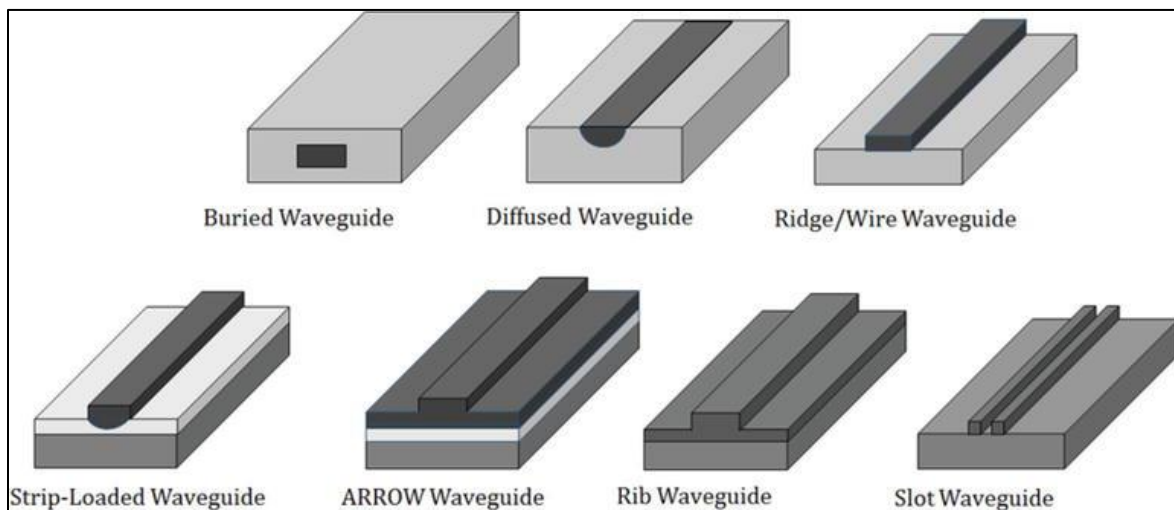 Buried Waveguide
Diffused Waveguide
Ridge/Wire Waveguide
Strip-Loaded Waveguide
ARROW Waveguide
Rib Waveguide
Slot Waveguide